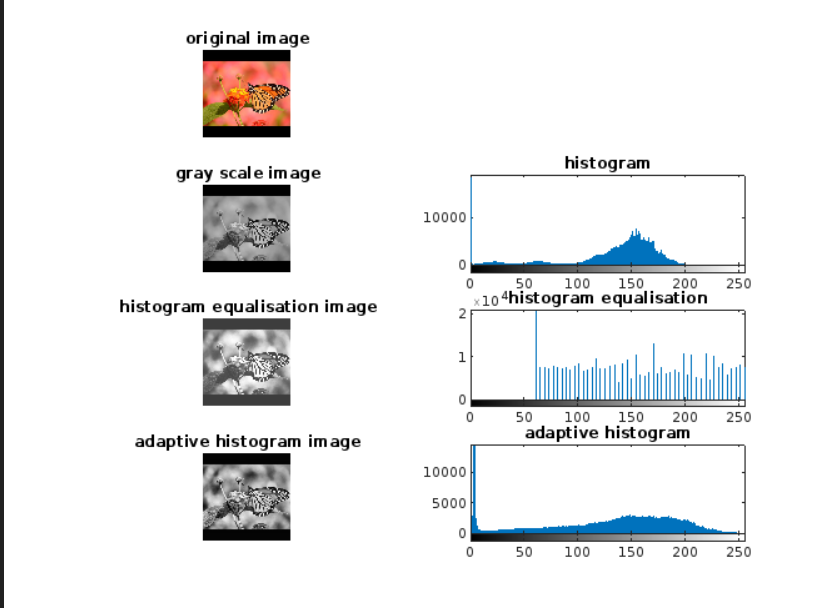 original image
gray scale image
histogram
10000
0
0 50 100 150 200 250
histogram equalisation image
×10⁴ histogram equalisation
2
1
0
0 50 100 150 200 250
adaptive histogram image
adaptive histogram
10000
5000
0
0 50 100 150 200 250